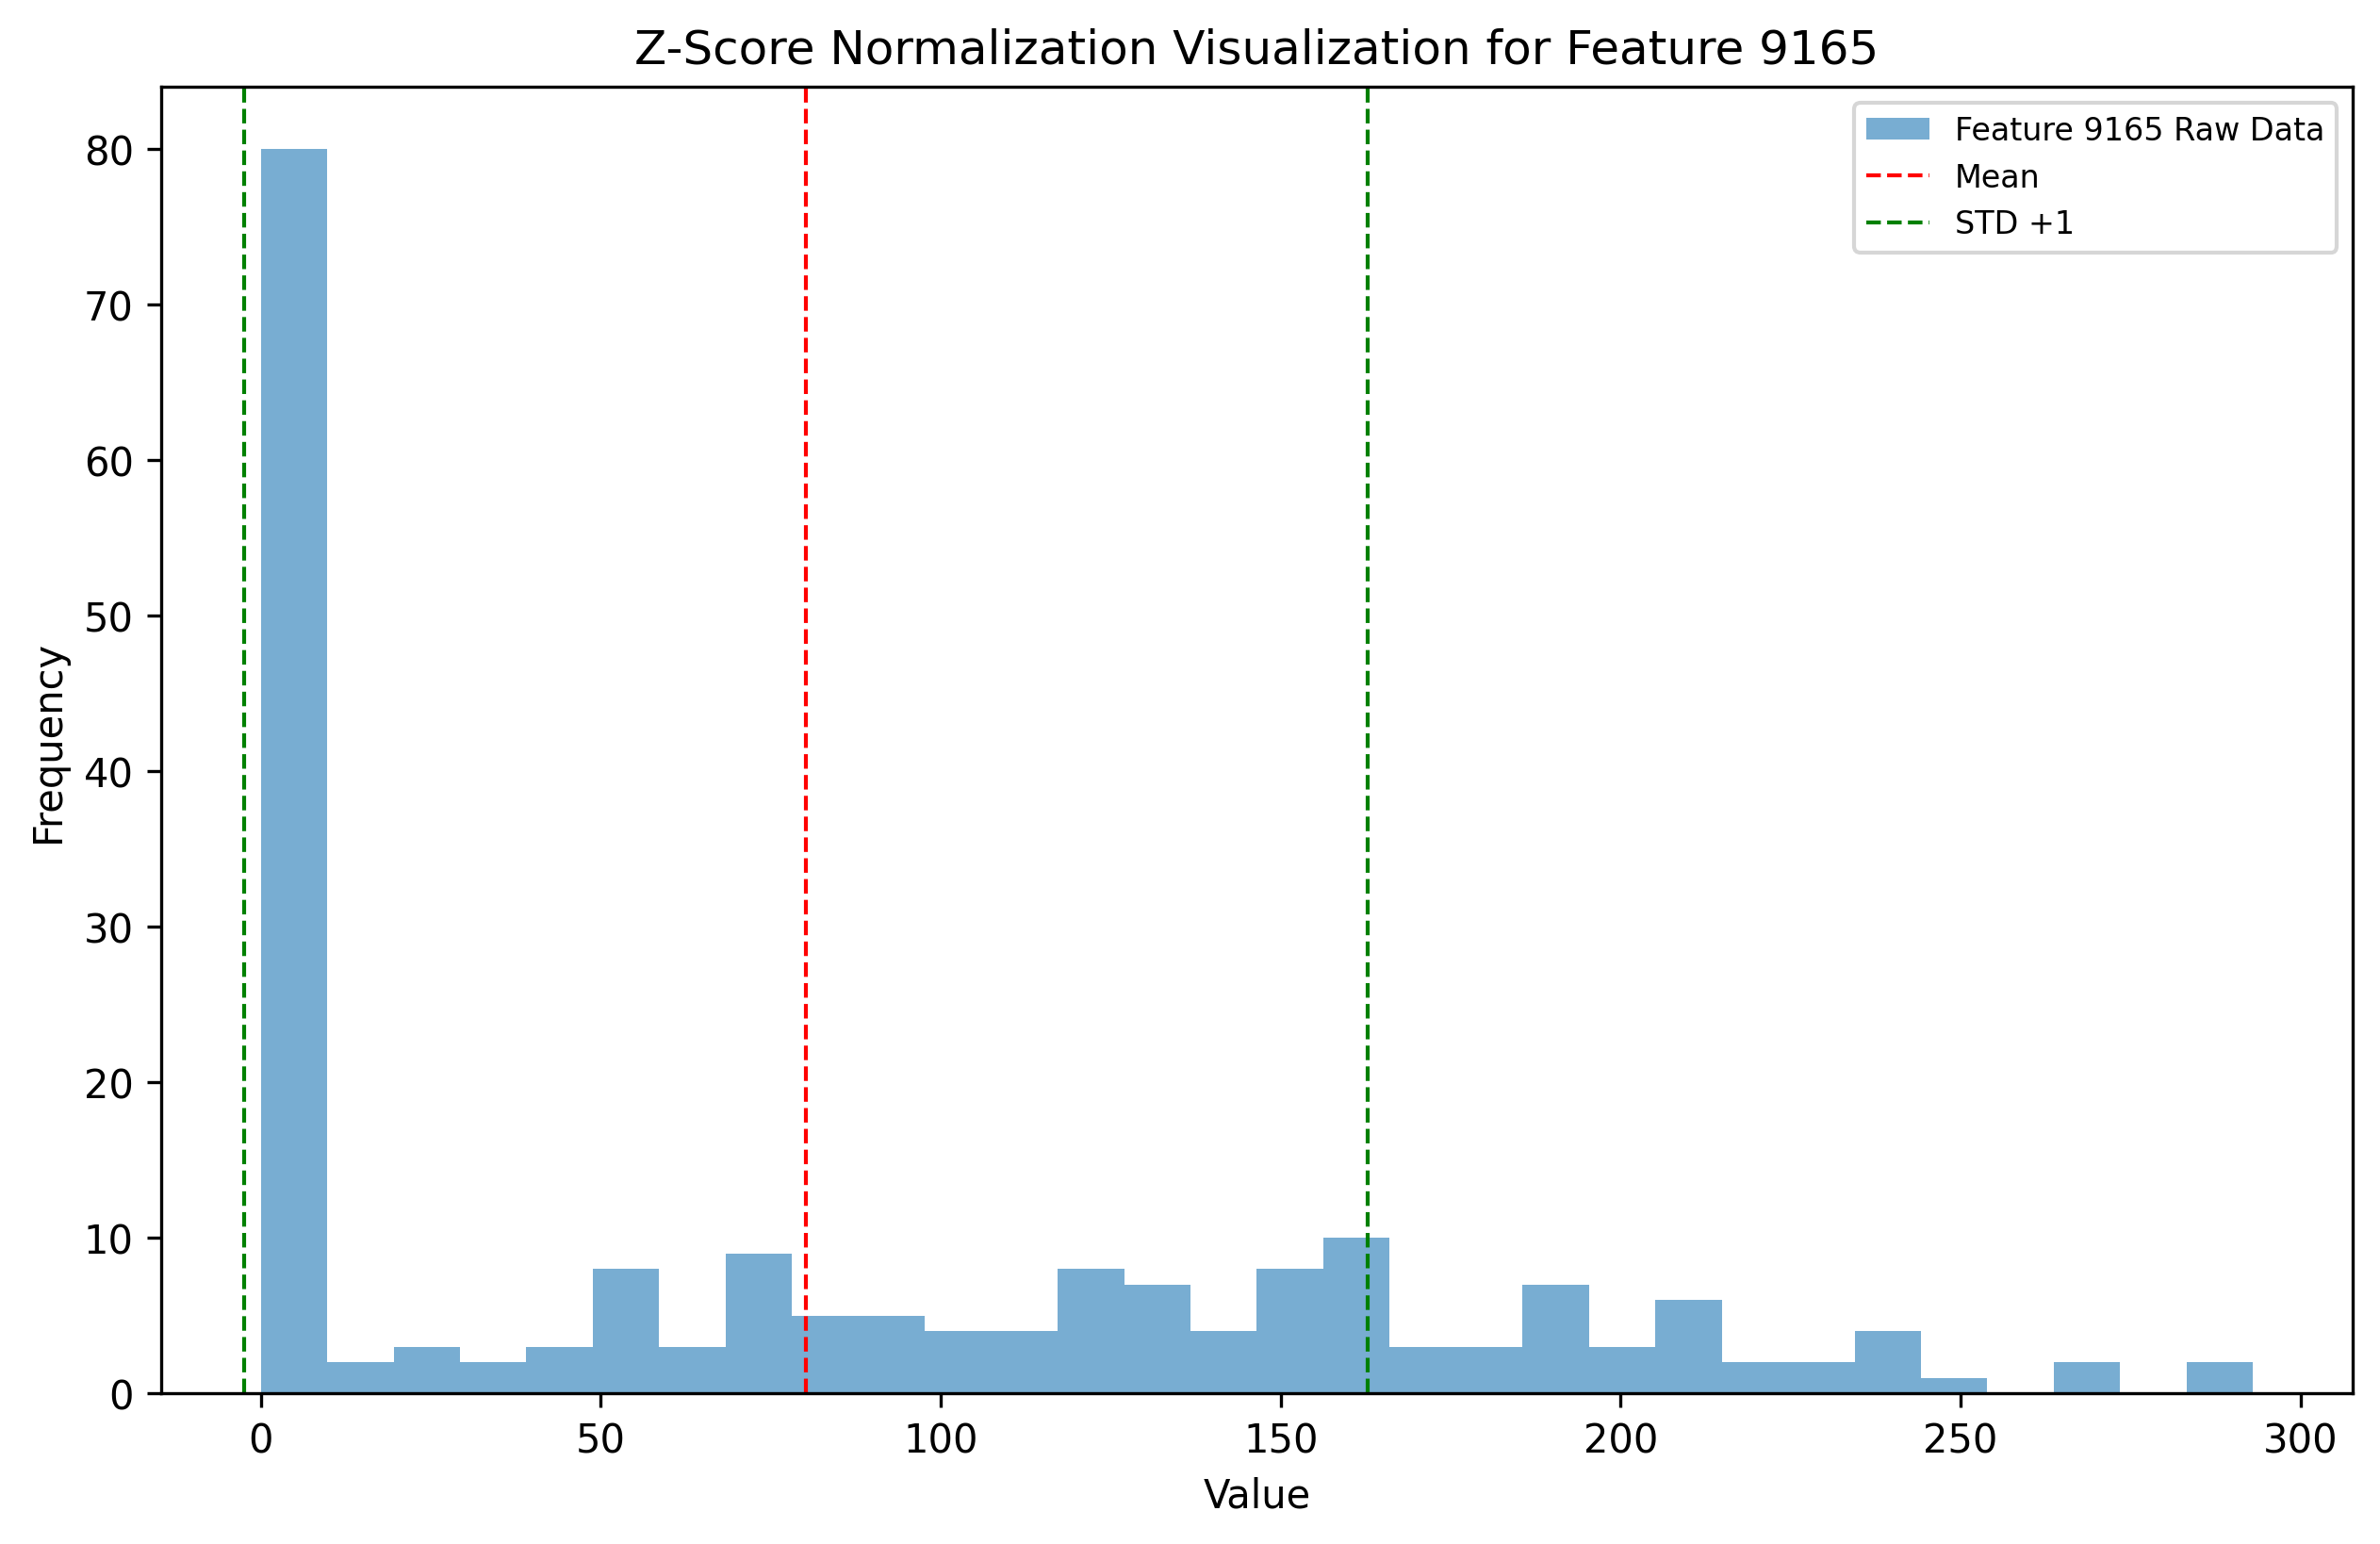 Z-Score Normalization Visualization for Feature 9165
Feature 9165 Raw Data
Mean
STD +1
80
70
60
50
40
30
20
10
0
Frequency
0 50 100 150 200 250 300
Value